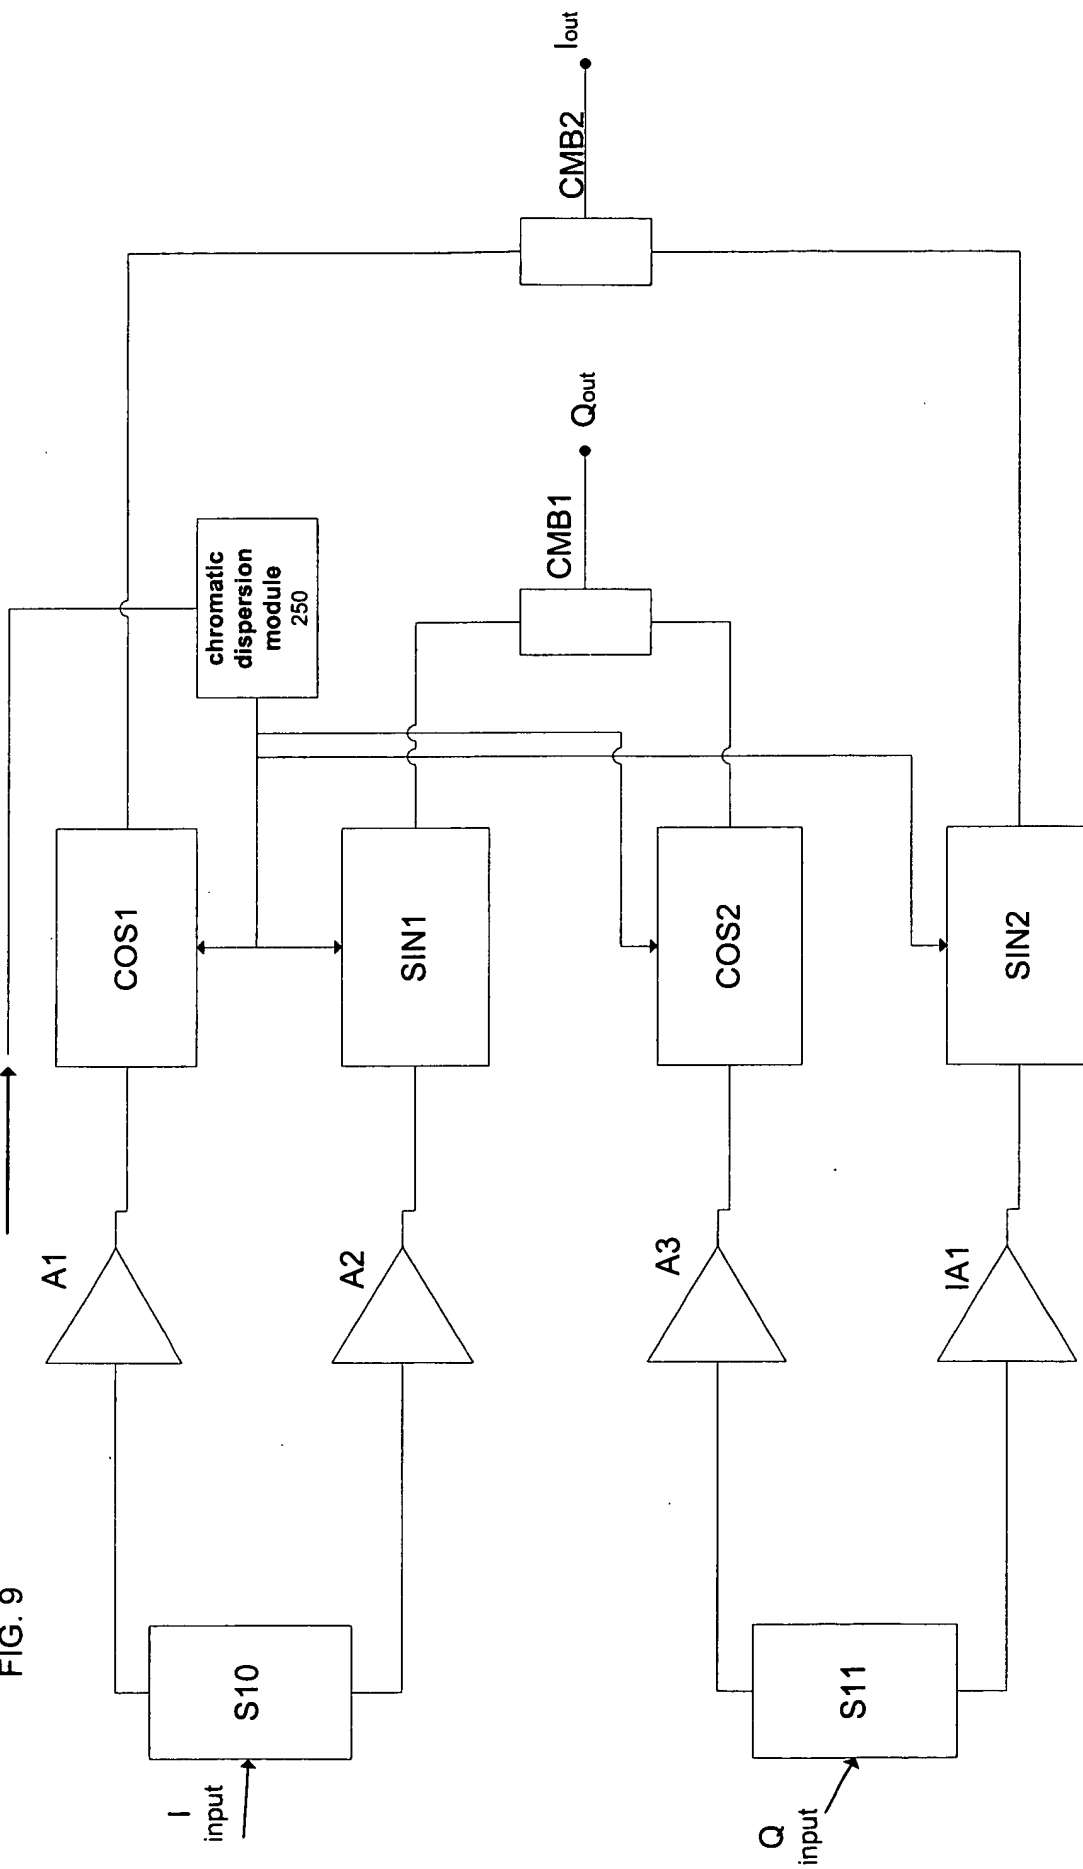 FIG. 9
I
input
S10
A1
A2
COS1
SIN1
chromatic
dispersion
module
250
CMB1
Qout
CMB2
Iout
Q
input
S11
A3
IA1
COS2
SIN2